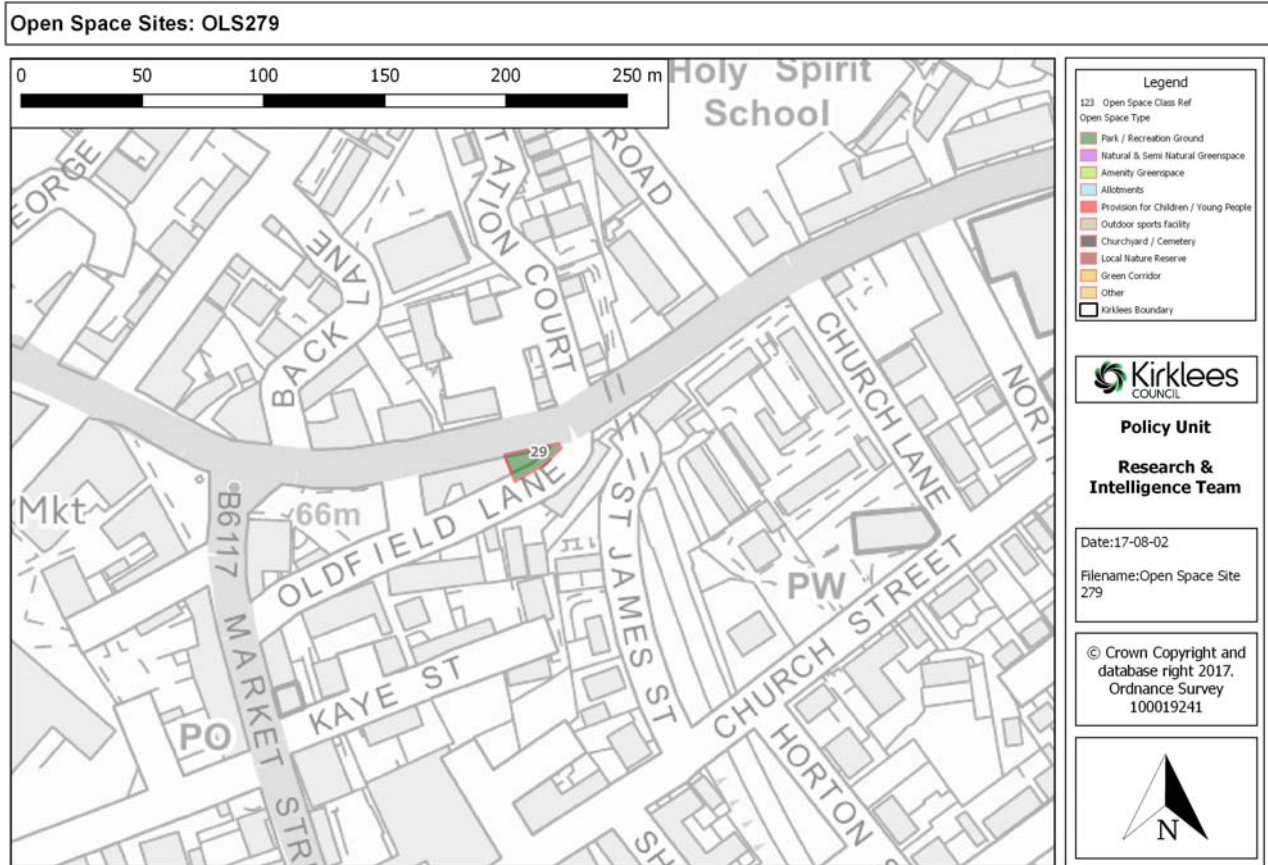 Open Space Sites: OLS279
0 50 100 150 200 250 m
Holy Spirit
School
EORGE
TATION COURT
ROAD
BACK LANE
CHURCH LANE
NORT
29
Mkt
B6117
66m
OLDFIELD LANE
ST JAMES ST
PW
CHURCH STREET
MARKET STR
KAYE ST
PO
HORTON S
SH
Legend
123 Open Space Class Ref
Open Space Type
Park / Recreation Ground
Natural & Semi Natural Greenspace
Amenity Greenspace
Allotments
Provision for Children / Young People
Outdoor sports facility
Churchyard / Cemetery
Local Nature Reserve
Green Corridor
Other
Kirklees Boundary
Kirklees
COUNCIL
Policy Unit
Research &
Intelligence Team
Date:17-08-02
Filename:Open Space Site
279
© Crown Copyright and
database right 2017.
Ordnance Survey
100019241
N